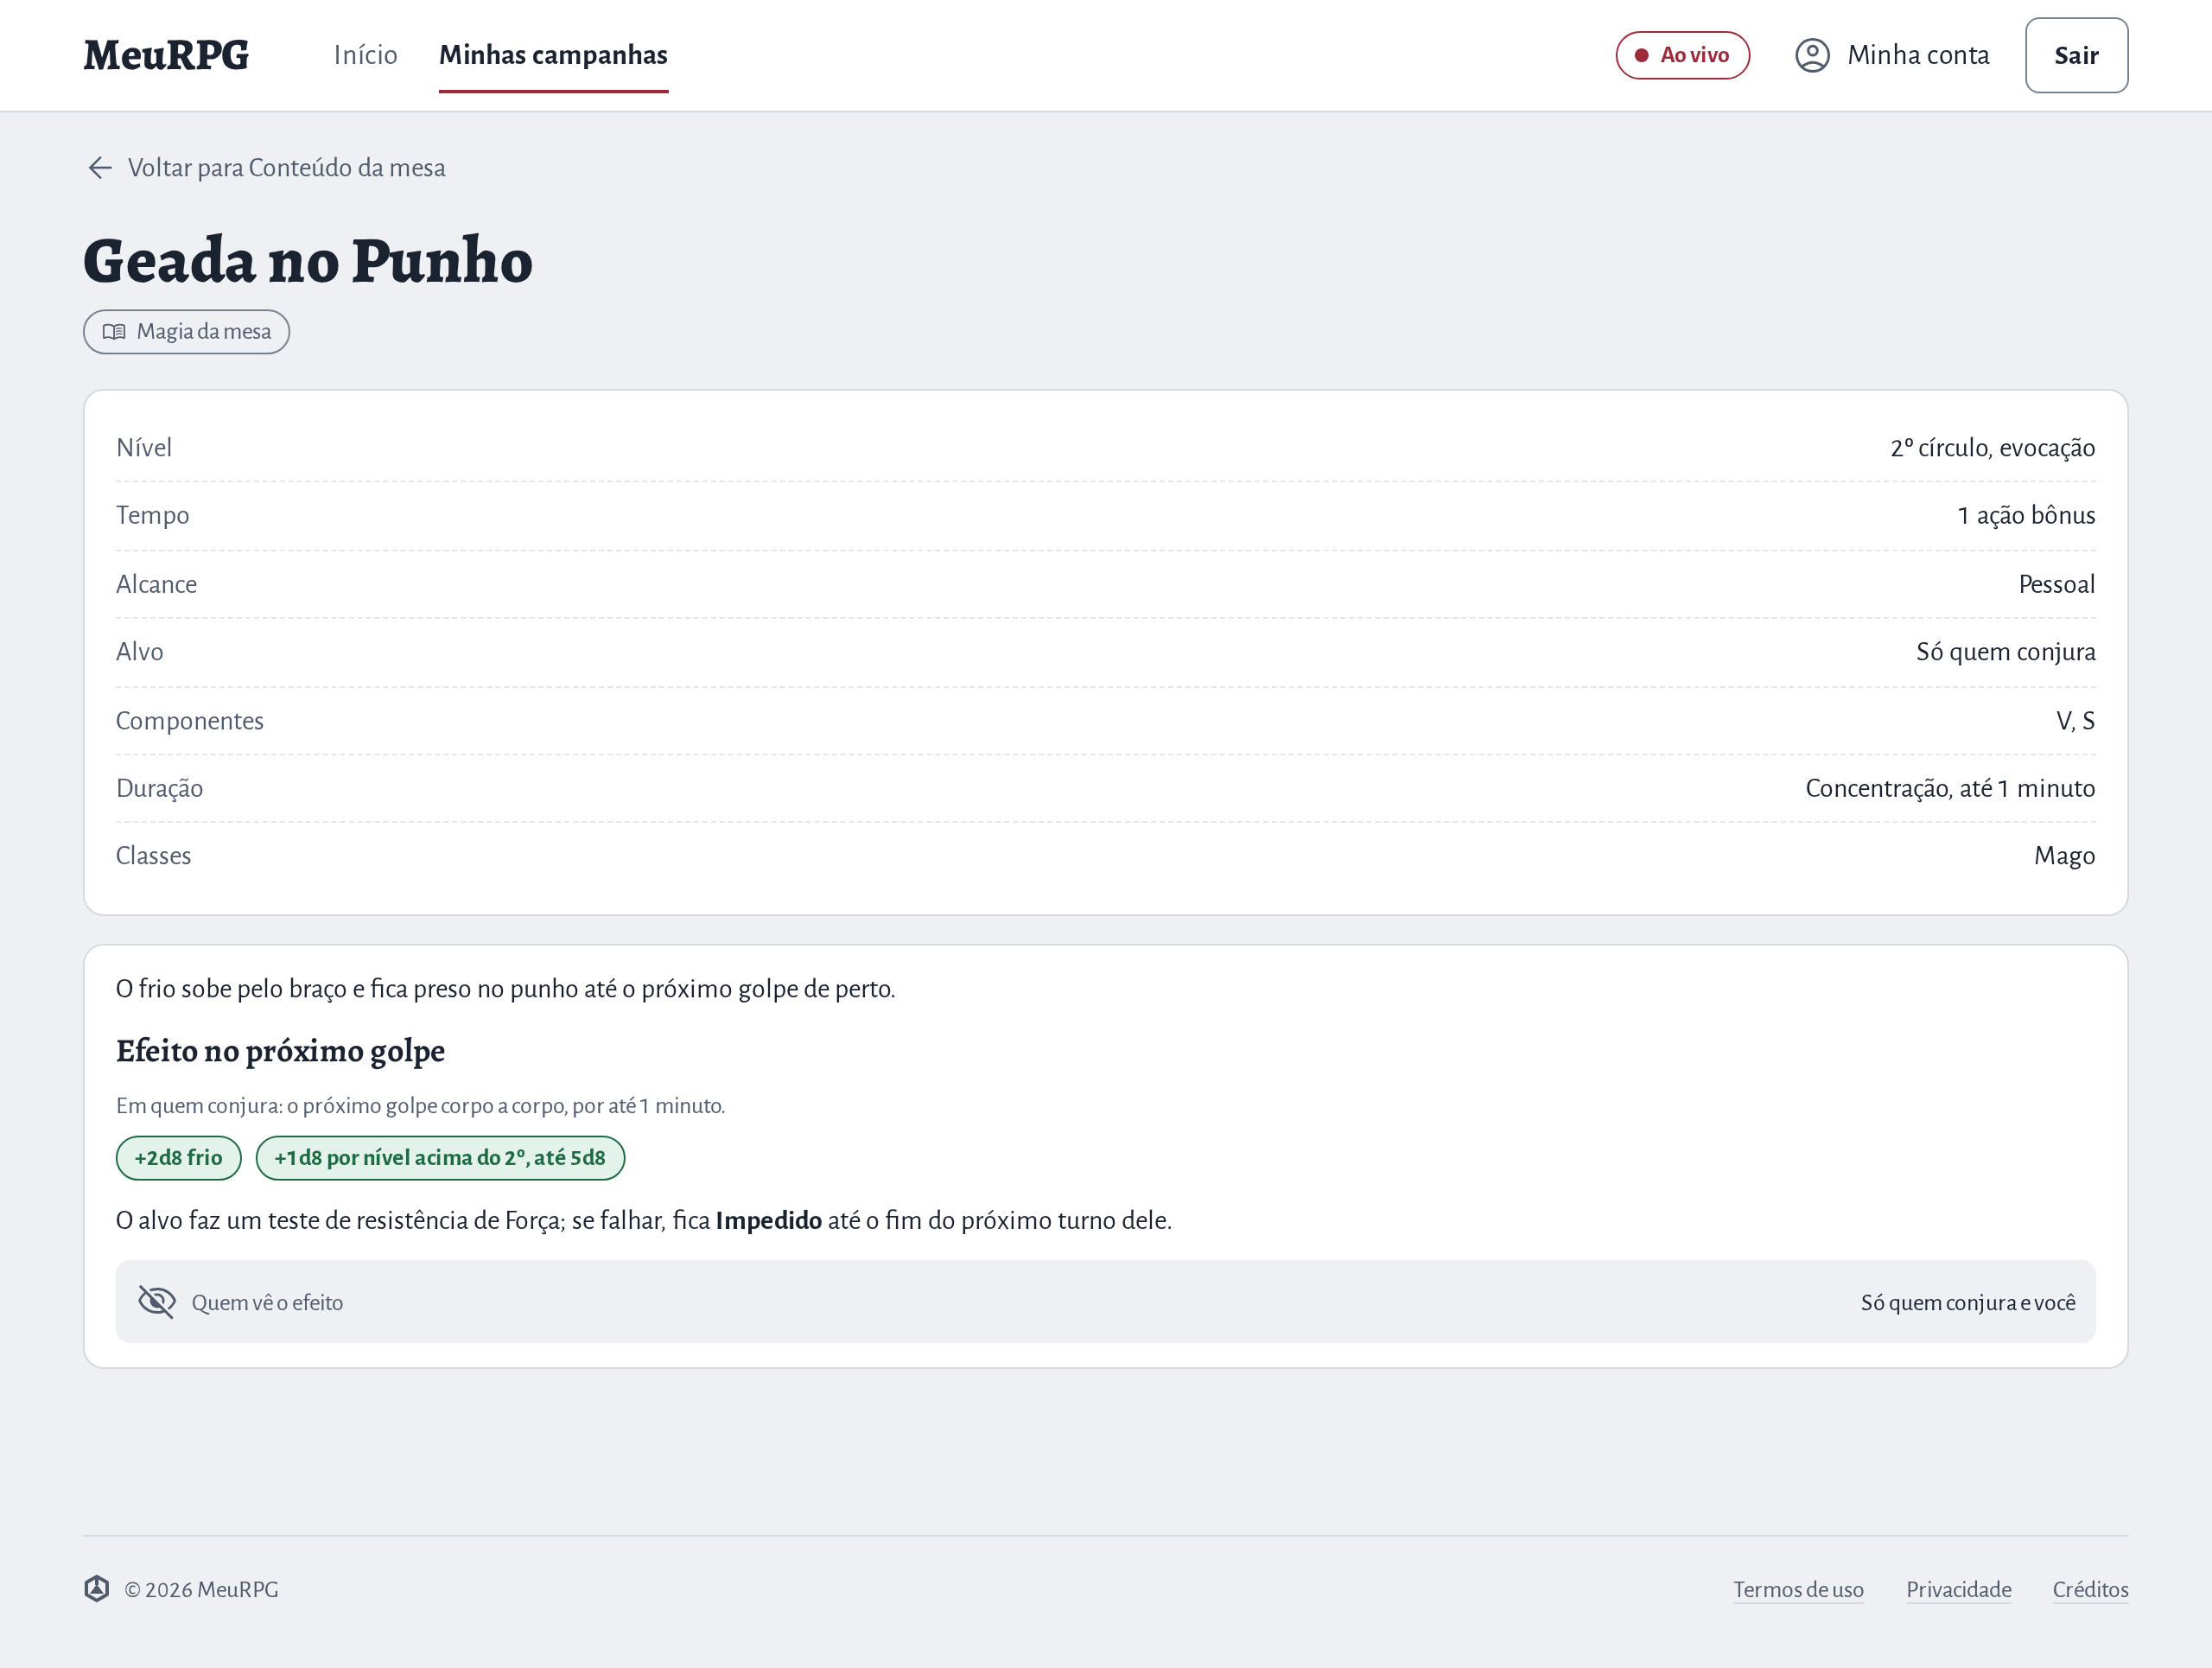 MeuRPG
Início
Minhas campanhas
Ao vivo
Minha conta
Sair
Voltar para Conteúdo da mesa
Geada no Punho
Magia da mesa
Nível 2º círculo, evocação
Tempo 1 ação bônus
Alcance Pessoal
Alvo Só quem conjura
Componentes V, S
Duração Concentração, até 1 minuto
Classes Mago
O frio sobe pelo braço e fica preso no punho até o próximo golpe de perto.
Efeito no próximo golpe
Em quem conjura: o próximo golpe corpo a corpo, por até 1 minuto.
+2d8 frio
+1d8 por nível acima do 2º, até 5d8
O alvo faz um teste de resistência de Força; se falhar, fica Impedido até o fim do próximo turno dele.
Quem vê o efeito Só quem conjura e você
© 2026 MeuRPG
Termos de uso
Privacidade
Créditos